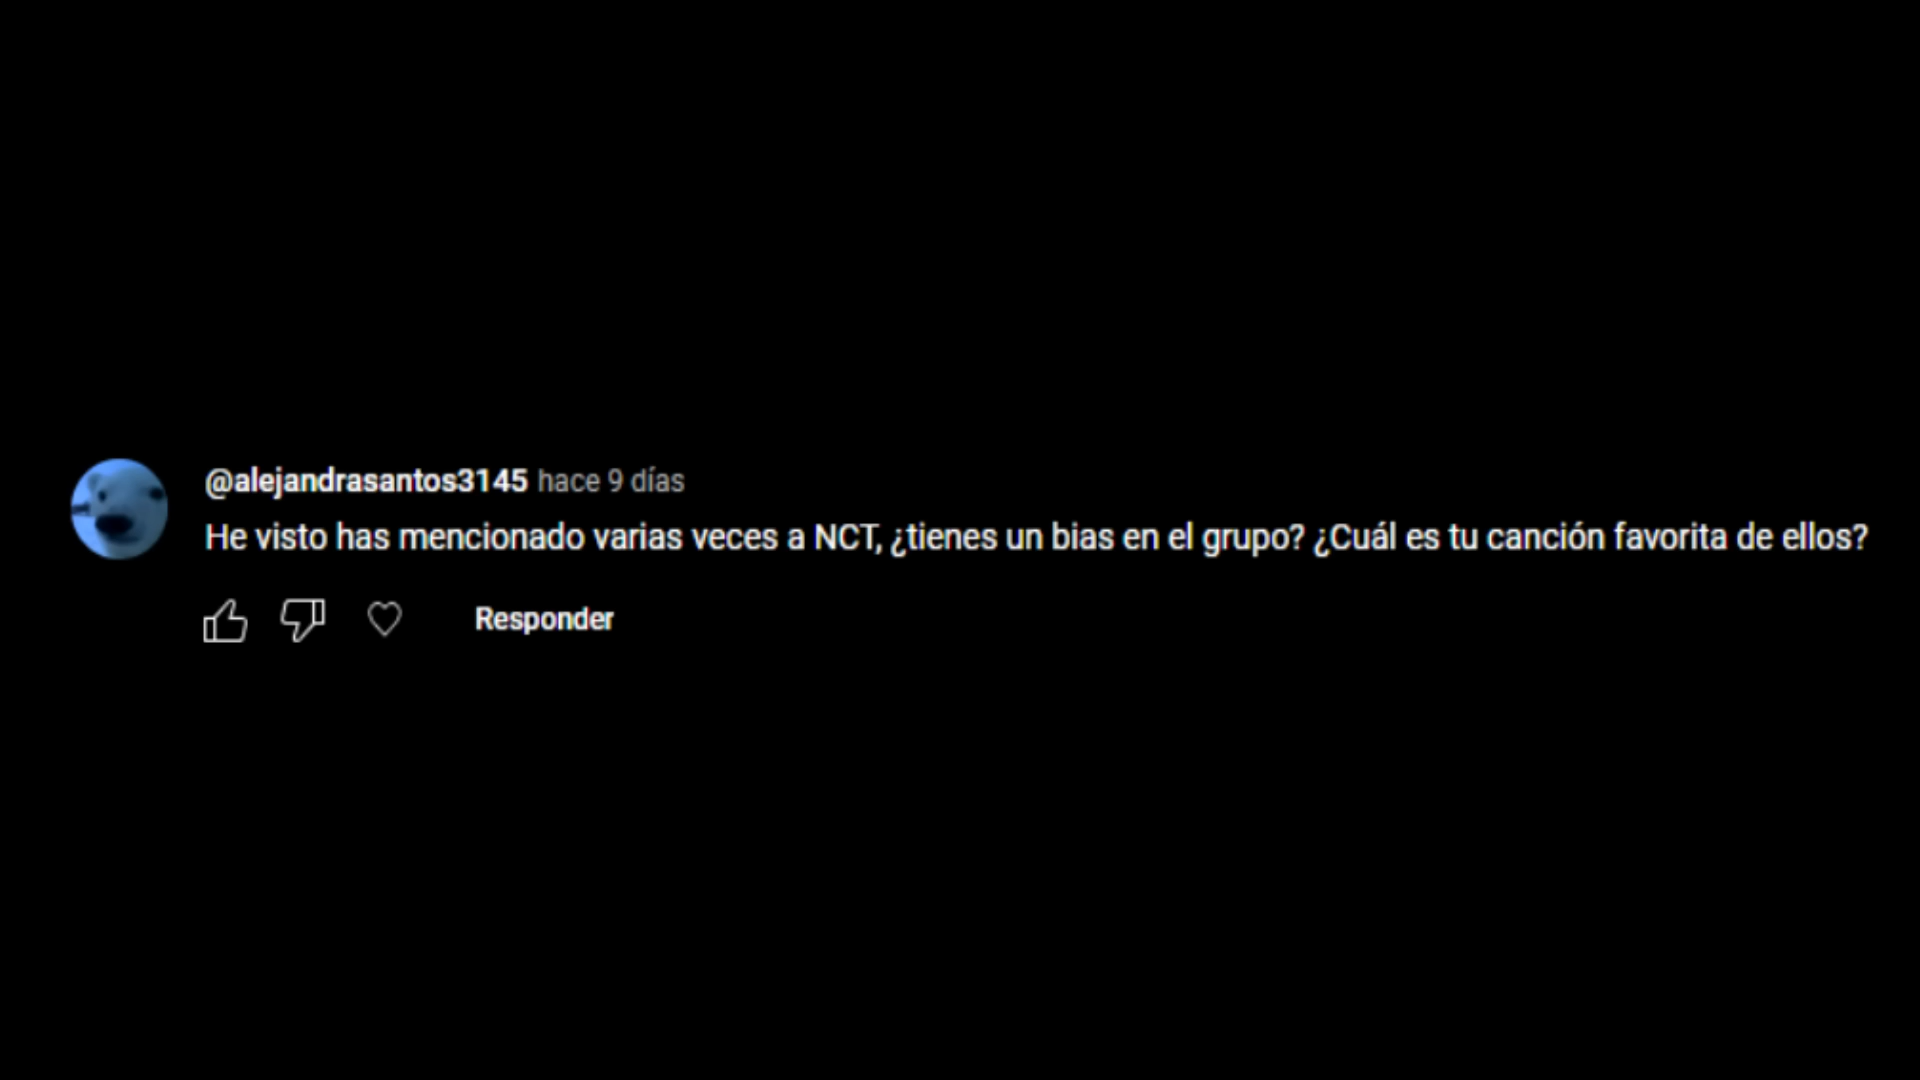 @alejandrasantos3145 hace 9 días
He visto has mencionado varias veces a NCT, ¿tienes un bias en el grupo? ¿Cuál es tu canción favorita de ellos?
Responder